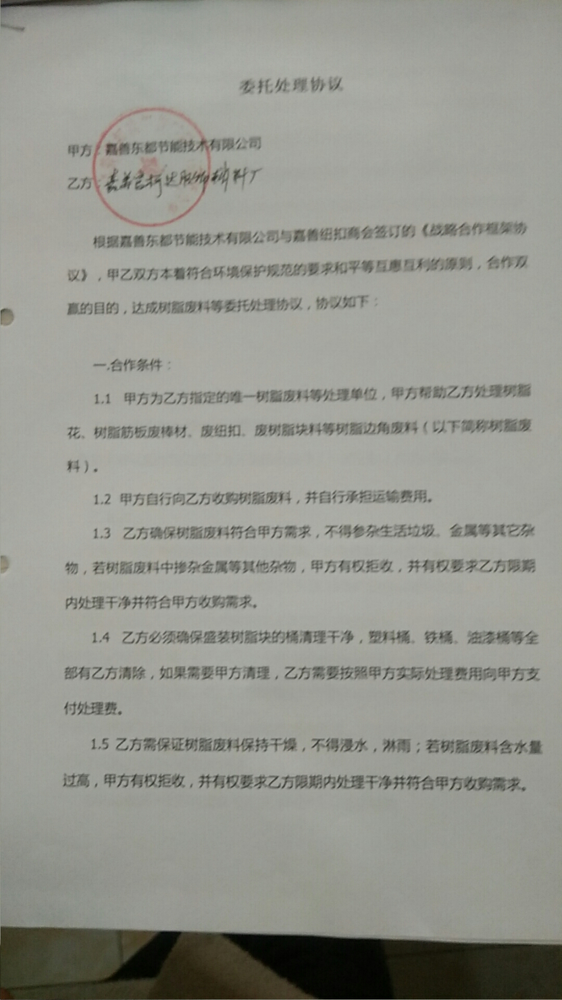 委托处理协议
甲方：嘉善东都节能技术有限公司
乙方：嘉善县柯达服饰辅料厂
根据嘉善东都节能技术有限公司与嘉善纽扣商会签订的《战略合作框架协
议》，甲乙双方本着符合环境保护规范的要求和平等互惠互利的原则，合作双
赢的目的，达成树脂废料等委托处理协议，协议如下：
一.合作条件：
1.1 甲方为乙方指定的唯一树脂废料等处理单位，甲方帮助乙方处理树脂
花、树脂筋板废棒材、废纽扣、废树脂块料等树脂边角废料（以下简称树脂废
料）。
1.2 甲方自行向乙方收购树脂废料，并自行承担运输费用。
1.3 乙方确保树脂废料符合甲方需求，不得参杂生活垃圾、金属等其它杂
物，若树脂废料中掺杂金属等其他杂物，甲方有权拒收，并有权要求乙方限期
内处理干净并符合甲方收购需求。
1.4 乙方必须确保盛装树脂块的桶清理干净，塑料桶、铁桶、油漆桶等全
部有乙方清除，如果需要甲方清理，乙方需要按照甲方实际处理费用向甲方支
付处理费。
1.5 乙方需保证树脂废料保持干燥，不得浸水，淋雨；若树脂废料含水量
过高，甲方有权拒收，并有权要求乙方限期内处理干净并符合甲方收购需求。